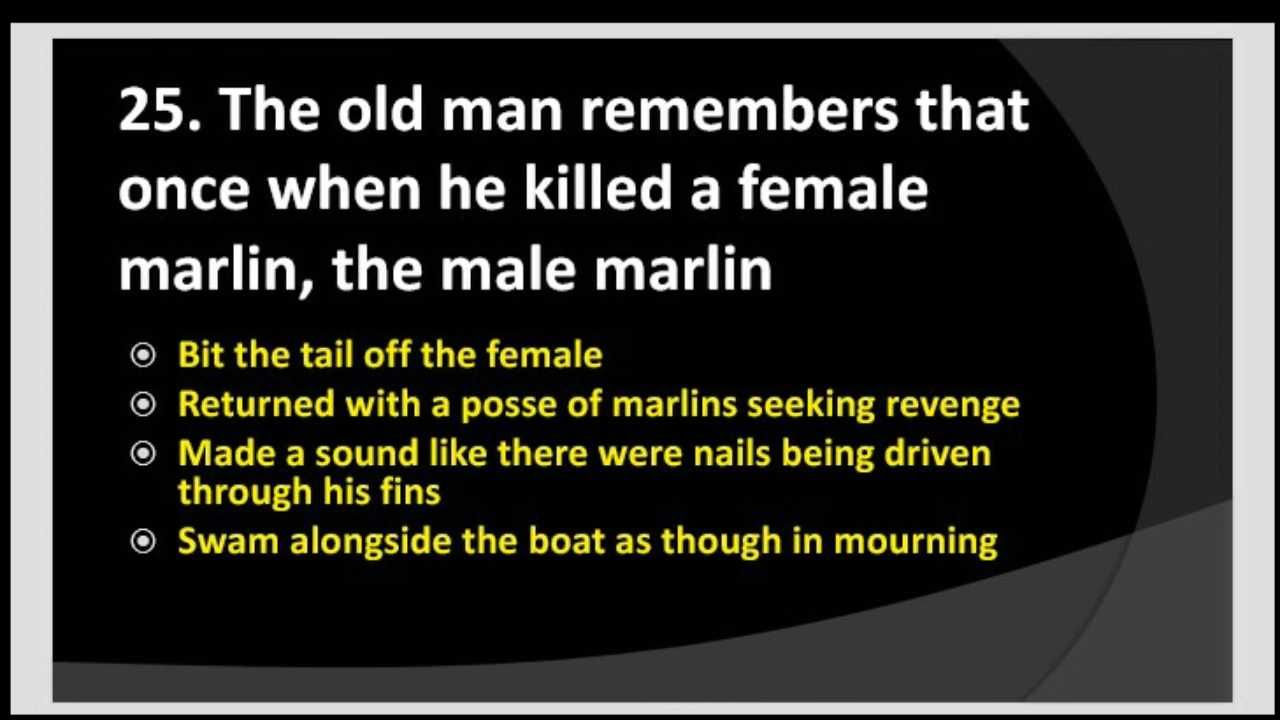 25. The old man remembers that
once when he killed a female
marlin, the male marlin
Bit the tail off the female
Returned with a posse of marlins seeking revenge
Made a sound like there were nails being driven
through his fins
Swam alongside the boat as though in mourning